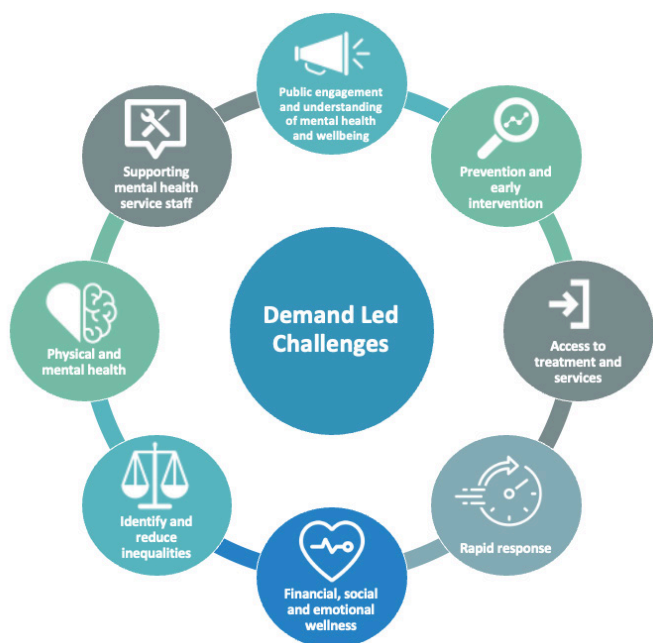 Public engagement
and understanding
of mental health
and wellbeing
Prevention and
early
intervention
Access to
treatment and
services
Rapid response
Financial, social
and emotional
wellness
Identify and
reduce
inequalities
Physical and
mental health
Supporting
mental health
service staff
Demand Led
Challenges